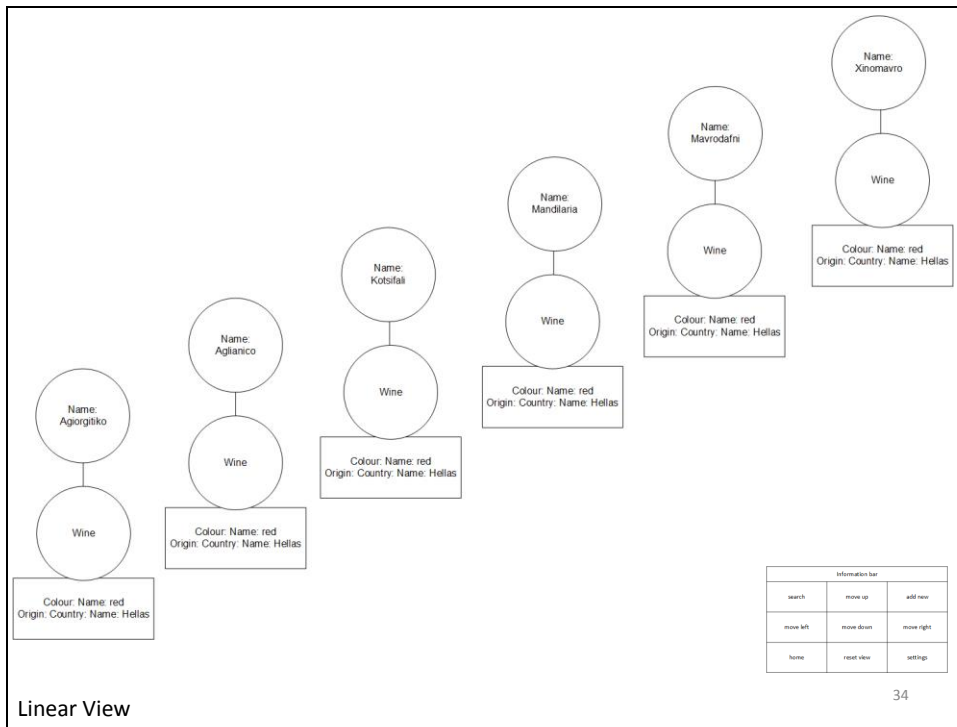 Name:
Agiorgitiko
Wine
Colour: Name: red
Origin: Country: Name: Hellas
Name:
Aglianico
Wine
Colour: Name: red
Origin: Country: Name: Hellas
Name:
Kotsifali
Wine
Colour: Name: red
Origin: Country: Name: Hellas
Name:
Mandilaria
Wine
Colour: Name: red
Origin: Country: Name: Hellas
Name:
Mavrodafni
Wine
Colour: Name: red
Origin: Country: Name: Hellas
Name:
Xinomavro
Wine
Colour: Name: red
Origin: Country: Name: Hellas
Information bar
search move up add new
move left move down move right
home reset view settings
34
Linear View